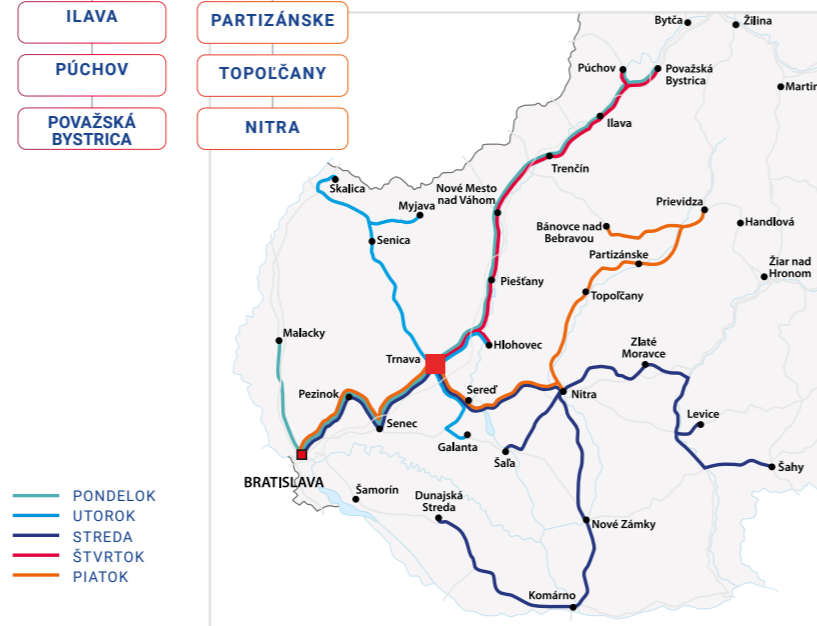 ILAVA
PARTIZÁNSKE
PÚCHOV
TOPOĽČANY
POVAŽSKÁ
BYSTRICA
NITRA
Bytča
Žilina
Púchov
Považská
Bystrica
Martin
Ilava
Trenčín
Skalica
Nové Mesto
nad Váhom
Myjava
Prievidza
Senica
Bánovce nad
Bebravou
Handlová
Partizánske
Žiar nad
Hronom
Piešťany
Topoľčany
Malacky
Hlohovec
Zlaté
Moravce
Trnava
Pezinok
Sereď
Nitra
Senec
Levice
Galanta
Šaľa
Šahy
BRATISLAVA
Šamorín
Dunajská
Streda
Nové Zámky
Komárno
PONDELOK
UTOROK
STREDA
ŠTVRTOK
PIATOK